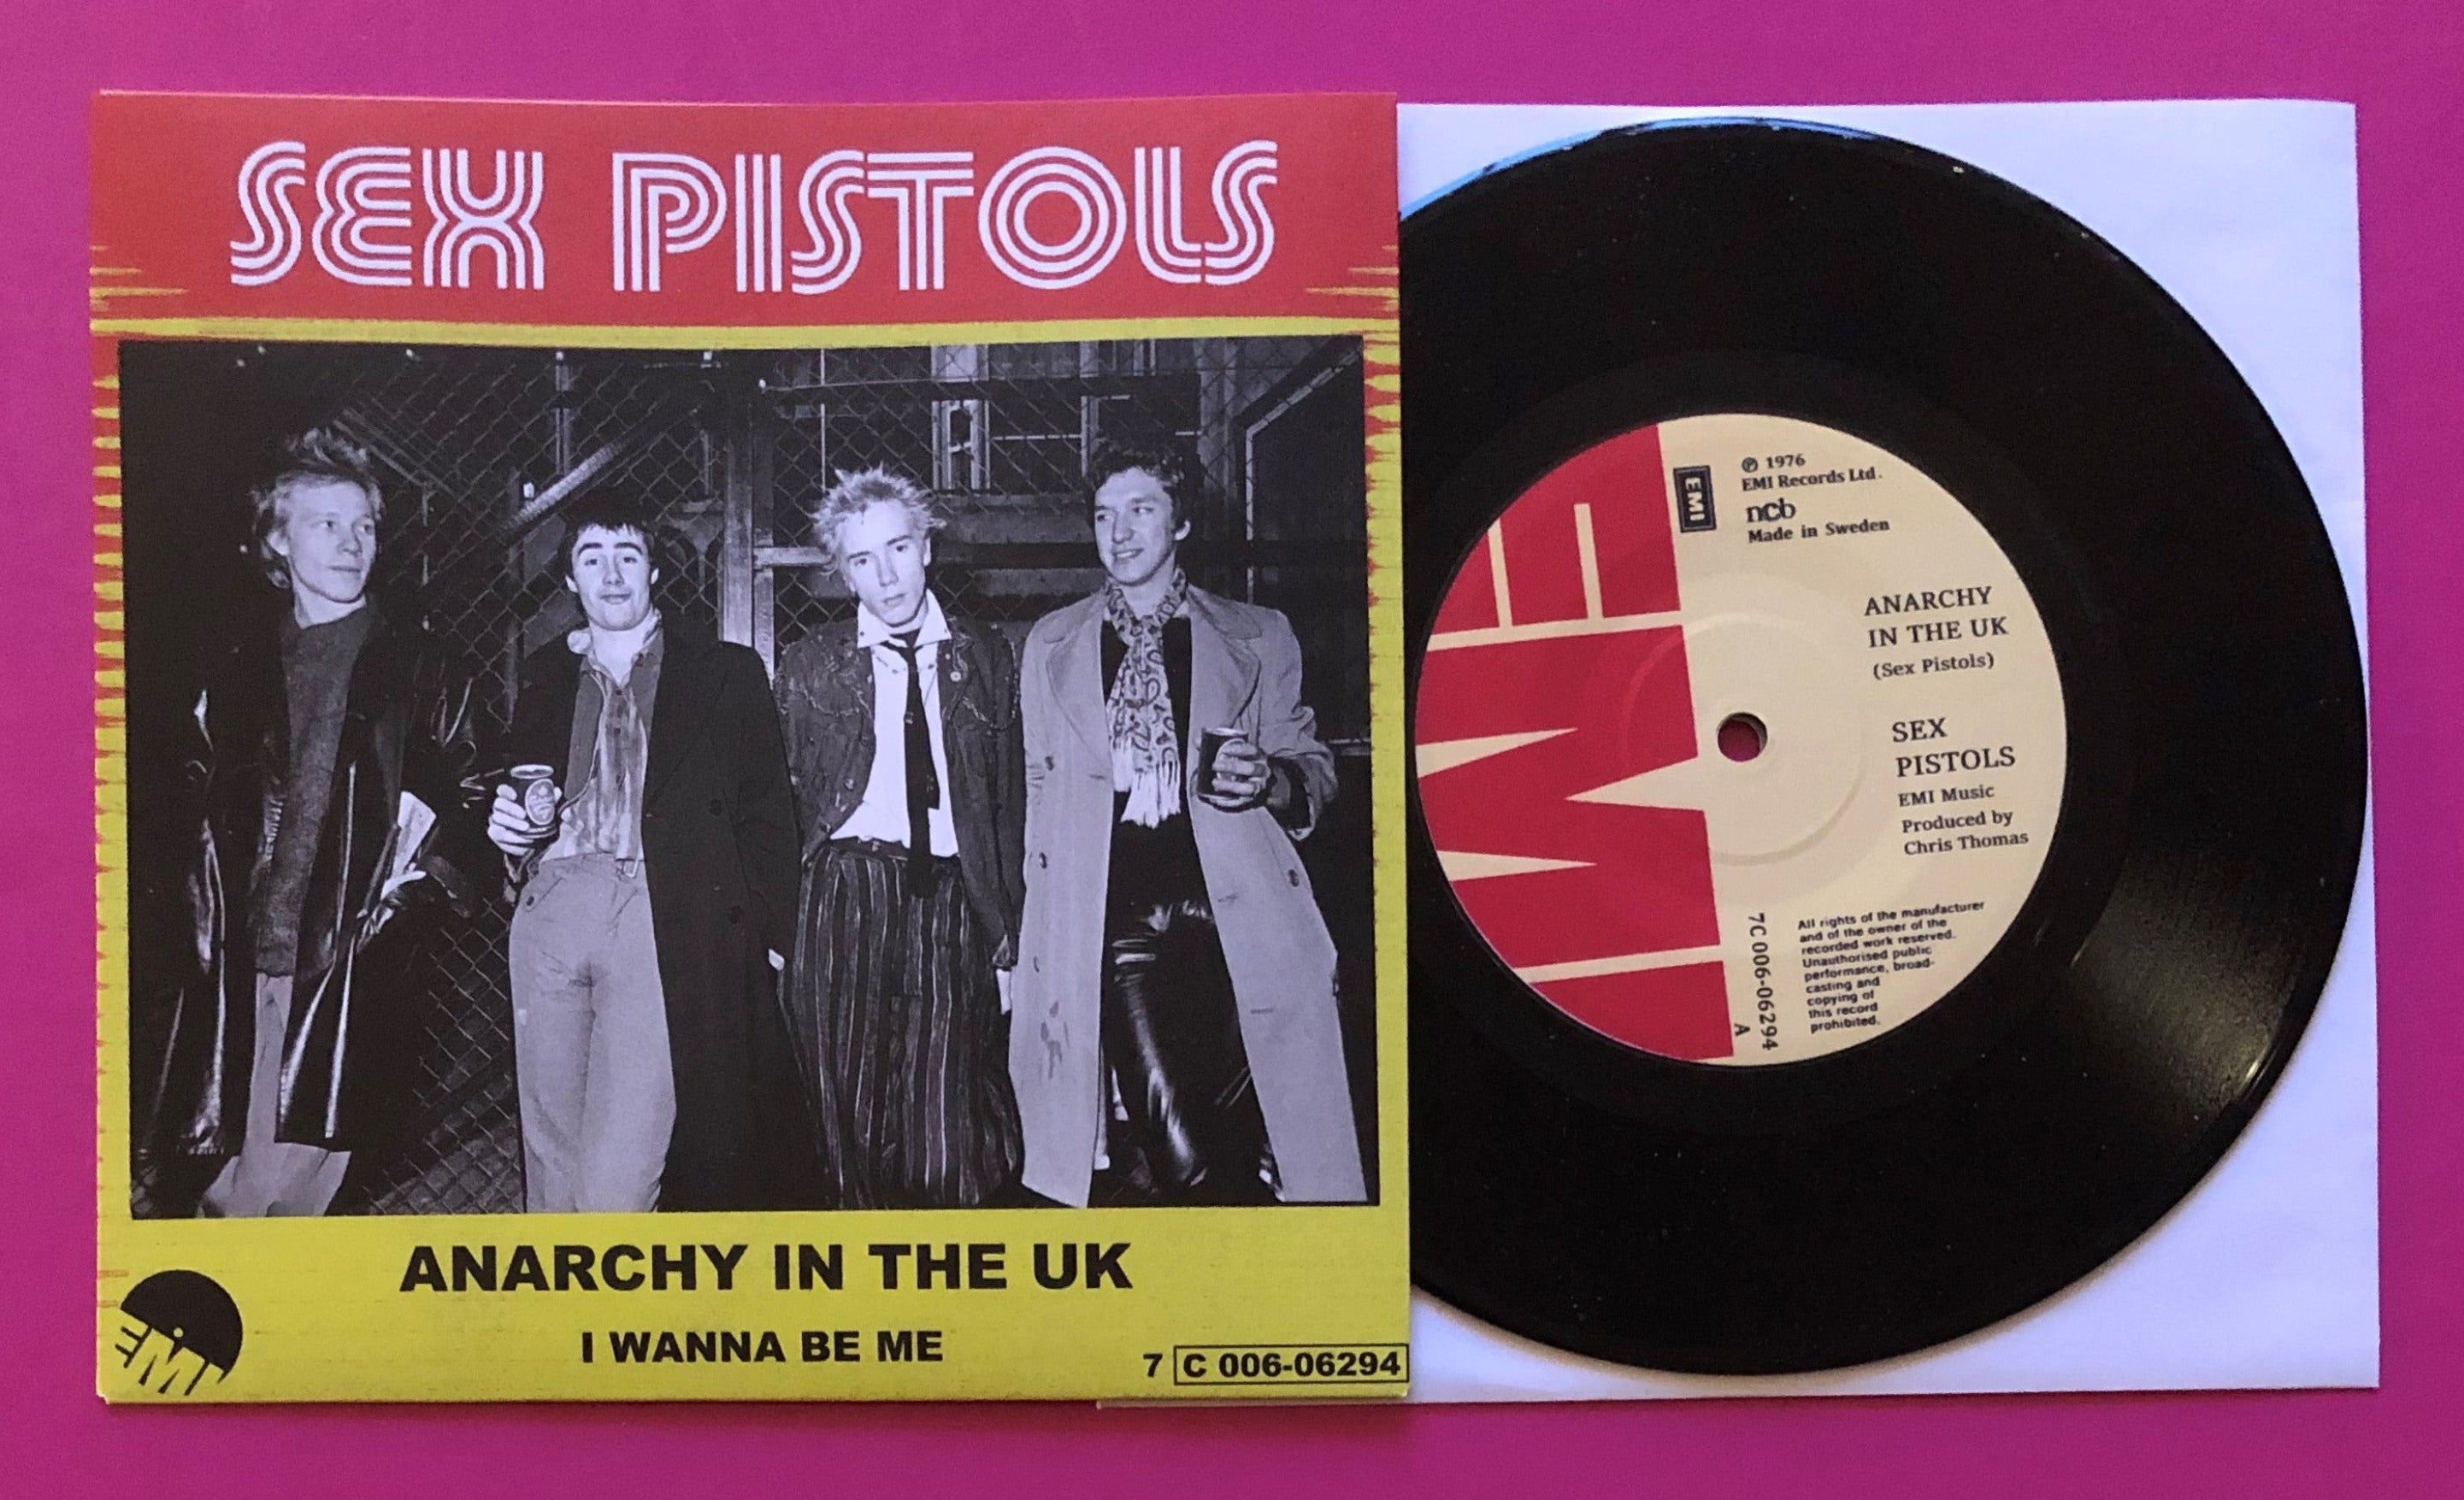 SEX PISTOLS
ANARCHY IN THE UK
I WANNA BE ME
EMI
7 C 006-06294
EMI
EMI
℗ 1976
EMI Records Ltd.
ncb
Made in Sweden
ANARCHY
IN THE UK
(Sex Pistols)
SEX
PISTOLS
EMI Music
Produced by
Chris Thomas
7C 006-06294
A
All rights of the manufacturer
and of the owner of the
recorded work reserved.
Unauthorised public
performance, broad-
casting and
copying of
this record
prohibited.